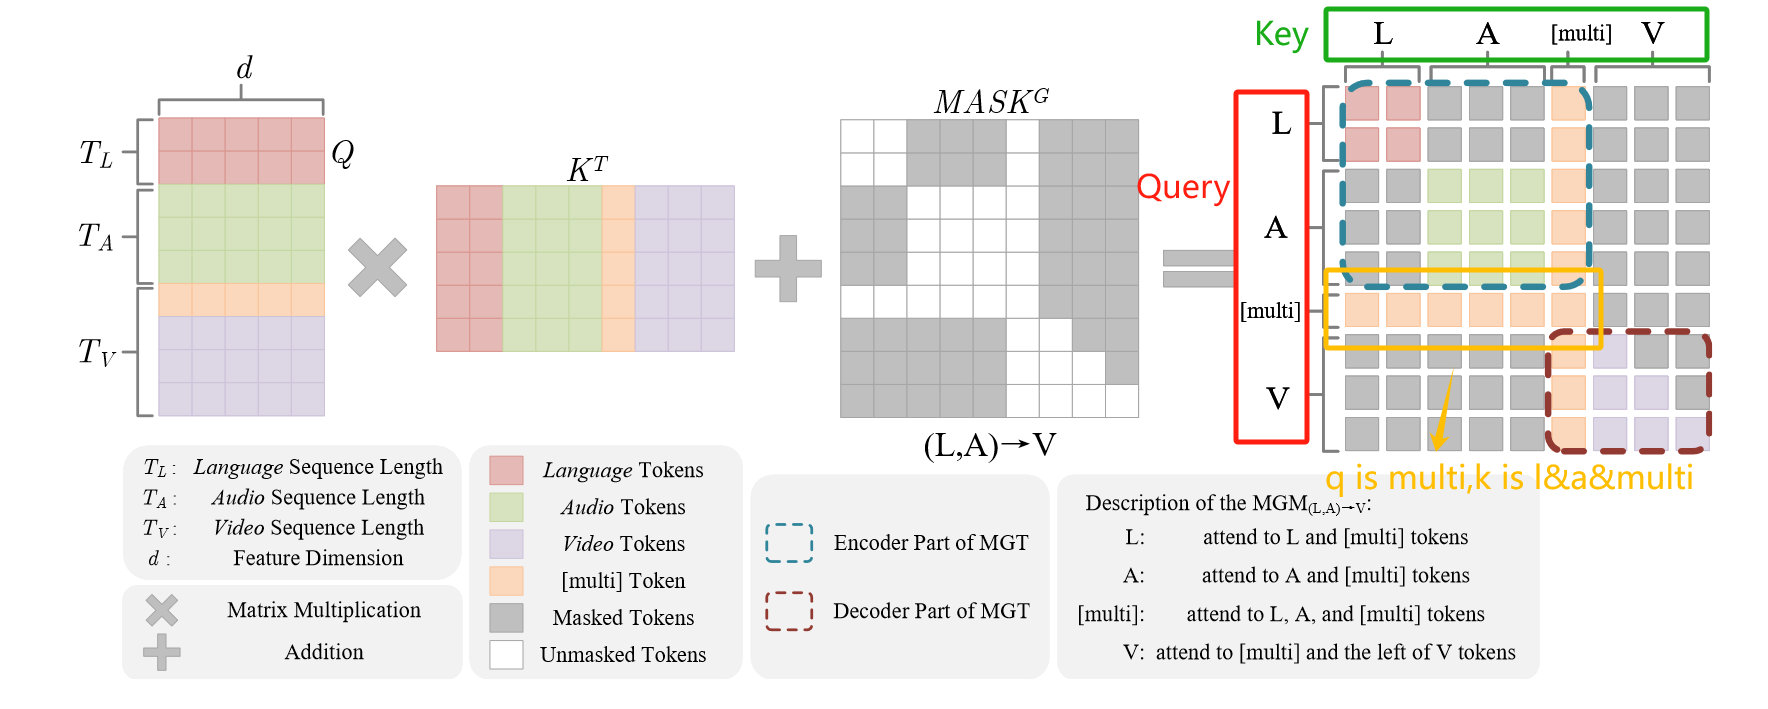 Key
L A [multi] V
d
MASK^G
T_L
Q
L
K^T
Query
T_A
A
[multi]
T_V
V
(L,A)→V
q is multi,k is l&a&multi
T_L: Language Sequence Length
T_A: Audio Sequence Length
T_V: Video Sequence Length
d: Feature Dimension
Matrix Multiplication
Addition
Language Tokens
Audio Tokens
Video Tokens
[multi] Token
Masked Tokens
Unmasked Tokens
Encoder Part of MGT
Decoder Part of MGT
Description of the MGM(L,A)→V:
L: attend to L and [multi] tokens
A: attend to A and [multi] tokens
[multi]: attend to L, A, and [multi] tokens
V: attend to [multi] and the left of V tokens